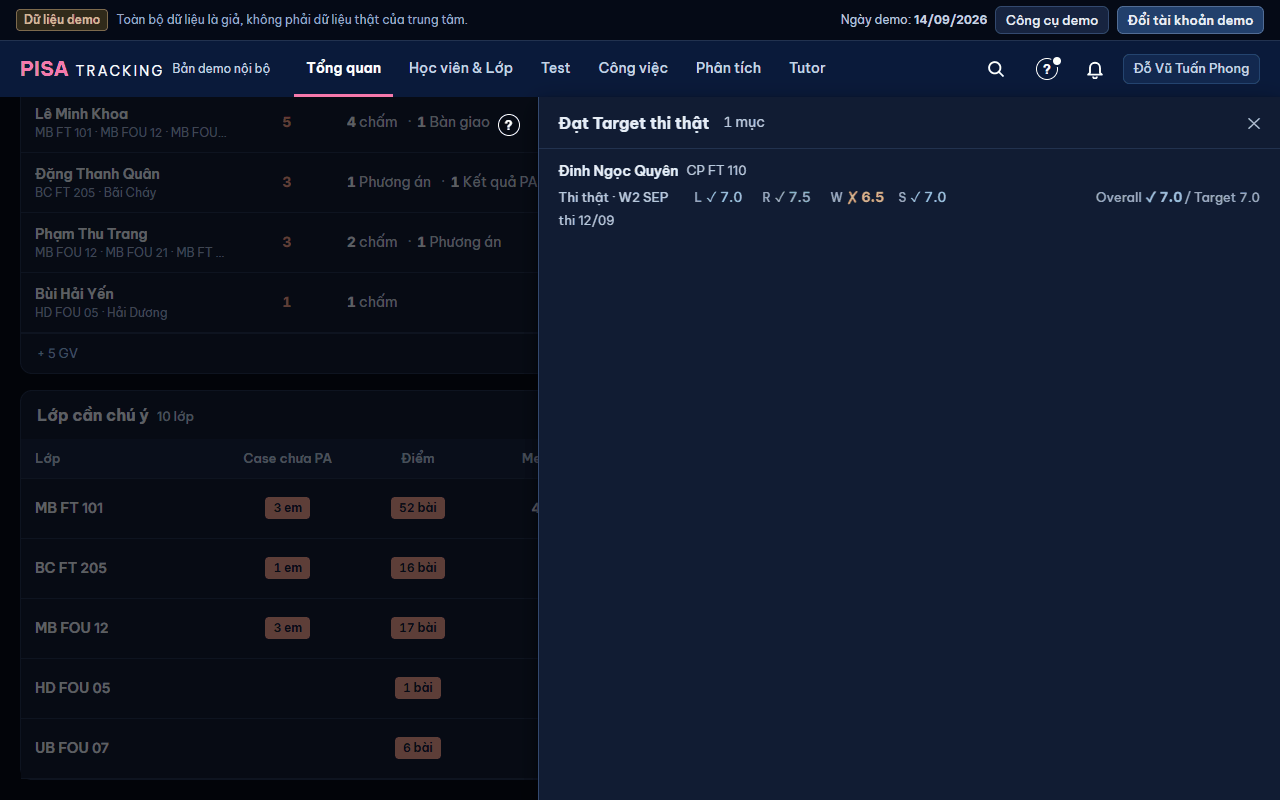 Dữ liệu demo Toàn bộ dữ liệu là giả, không phải dữ liệu thật của trung tâm. Ngày demo: 14/09/2026 Công cụ demo Đổi tài khoản demo
PISA TRACKING Bản demo nội bộ Tổng quan Học viên & Lớp Test Công việc Phân tích Tutor ? Đỗ Vũ Tuấn Phong
Lê Minh Khoa
MB FT 101 · MB FOU 12 · MB FOU...
5 4 chấm · 1 Bàn giao ?
Đặng Thanh Quân
BC FT 205 · Bãi Cháy
3 1 Phương án · 1 Kết quả PA
Phạm Thu Trang
MB FOU 12 · MB FOU 21 · MB FT ...
3 2 chấm · 1 Phương án
Bùi Hải Yến
HD FOU 05 · Hải Dương
1 1 chấm
+ 5 GV
Lớp cần chú ý 10 lớp
Lớp Case chưa PA Điểm
MB FT 101 3 em 52 bài 4
BC FT 205 1 em 16 bài
MB FOU 12 3 em 17 bài
HD FOU 05 1 bài
UB FOU 07 6 bài
Đạt Target thi thật 1 mục
Đinh Ngọc Quyên CP FT 110
Thi thật · W2 SEP L ✓ 7.0 R ✓ 7.5 W ✗ 6.5 S ✓ 7.0 Overall ✓ 7.0 / Target 7.0
thi 12/09